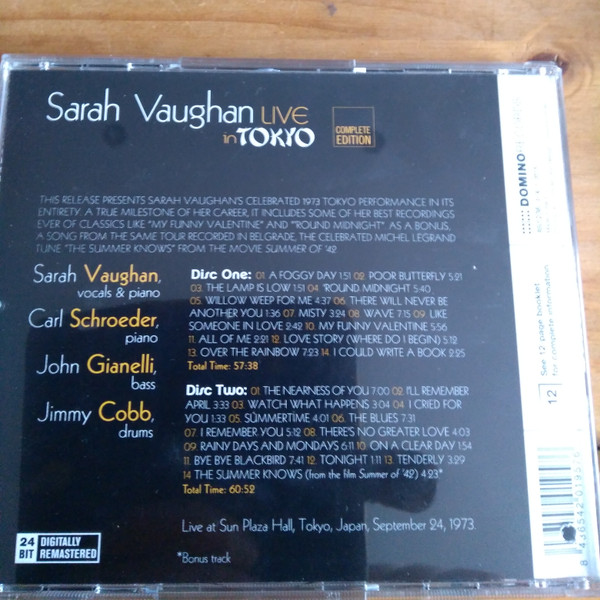 Sarah Vaughan LIVE
in TOKYO
COMPLETE
EDITION
THIS RELEASE PRESENTS SARAH VAUGHAN'S CELEBRATED 1973 TOKYO PERFORMANCE IN ITS
ENTIRETY. A TRUE MILESTONE OF HER CAREER, IT INCLUDES SOME OF HER BEST RECORDINGS
EVER OF CLASSICS LIKE "MY FUNNY VALENTINE" AND "'ROUND MIDNIGHT". AS A BONUS,
A SONG FROM THE SAME TOUR RECORDED IN BELGRADE, THE CELEBRATED MICHEL LEGRAND
TUNE "THE SUMMER KNOWS" FROM THE MOVIE SUMMER OF '42
Sarah Vaughan,
vocals & piano
Carl Schroeder,
piano
John Gianelli,
bass
Jimmy Cobb,
drums
Disc One: 01. A FOGGY DAY 1:51 02. POOR BUTTERFLY 5:21
03. THE LAMP IS LOW 1:51 04. 'ROUND MIDNIGHT 5:40
05. WILLOW WEEP FOR ME 4:37 06. THERE WILL NEVER BE
ANOTHER YOU 1:36 07. MISTY 3:24 08. WAVE 7:15 09. LIKE
SOMEONE IN LOVE 2:42 10. MY FUNNY VALENTINE 5:56
11. ALL OF ME 2:21 12. LOVE STORY (WHERE DO I BEGIN) 5:12
13. OVER THE RAINBOW 7:23 14. I COULD WRITE A BOOK 2:25
Total Time: 57:38
Disc Two: 01. THE NEARNESS OF YOU 7:00 02. I'LL REMEMBER
APRIL 3:33 03. WATCH WHAT HAPPENS 3:04 04. I CRIED FOR
YOU 1:33 05. SUMMERTIME 4:01 06. THE BLUES 7:31
07. I REMEMBER YOU 5:12 08. THERE'S NO GREATER LOVE 4:03
09. RAINY DAYS AND MONDAYS 6:11 10. ON A CLEAR DAY 1:54
11. BYE BYE BLACKBIRD 7:41 12. TONIGHT 1:11 13. TENDERLY 3:29
14. THE SUMMER KNOWS (from the film Summer of '42) 4:23*
Total Time: 60:52
Live at Sun Plaza Hall, Tokyo, Japan, September 24, 1973.
*Bonus track
24
BIT
DIGITALLY
REMASTERED
DOMINO
12
See 12-page booklet
for complete information
8 436542 019576